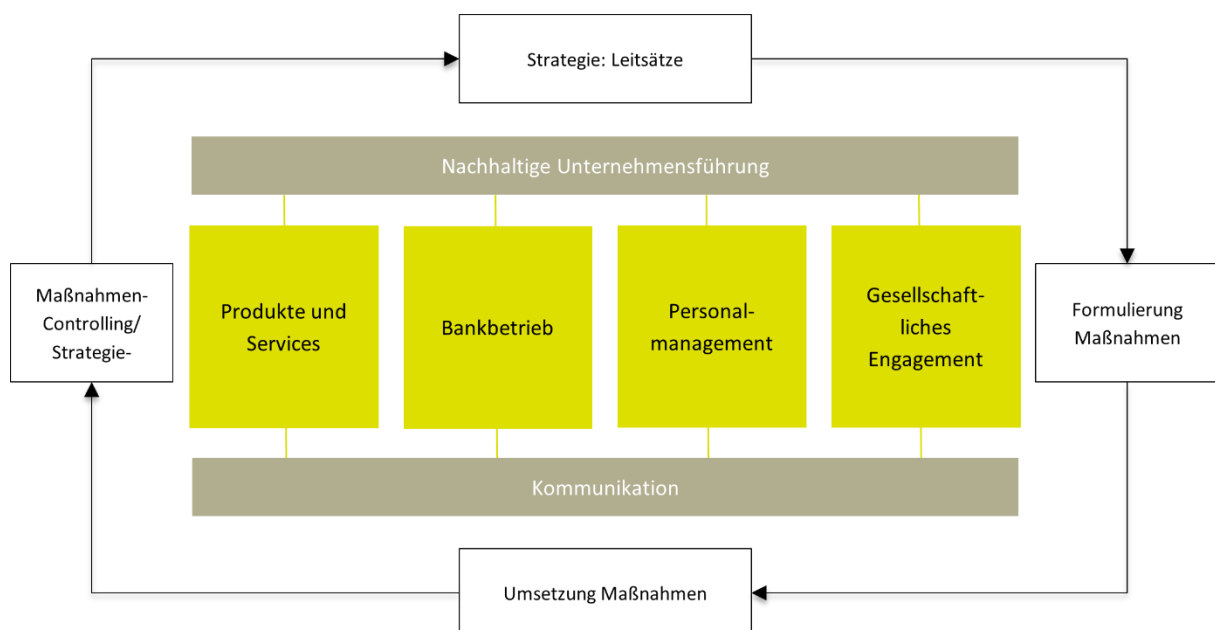 Strategie: Leitsätze
Nachhaltige Unternehmensführung
Maßnahmen-
Controlling/
Strategie-
Produkte und
Services
Bankbetrieb
Personal-
management
Gesellschaft-
liches
Engagement
Formulierung
Maßnahmen
Kommunikation
Umsetzung Maßnahmen